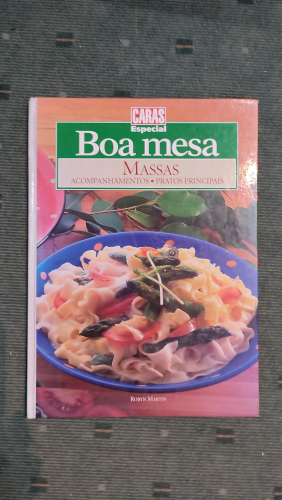 CARAS
Especial
Boa mesa
MASSAS
ACOMPANHAMENTOS • PRATOS PRINCIPAIS
ROBYN MARTIN